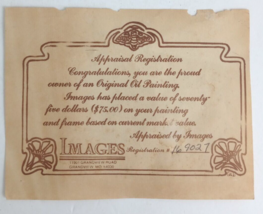 Appraisal Registration
Congratulations, you are the proud
owner of an Original Oil Painting.
Images has placed a value of seventy-
five dollars ($75.00) on your painting
and frame based on current market value.
Appraised by Images
IMAGES
Registration # 169027